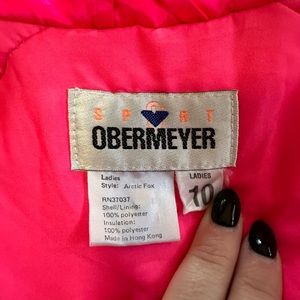 SPORT
OBERMEYER
Ladies
Style: Arctic Fox
RN37037
Shell/Lining:
100% polyester
Insulation:
100% polyester
Made in Hong Kong
LADIES
10